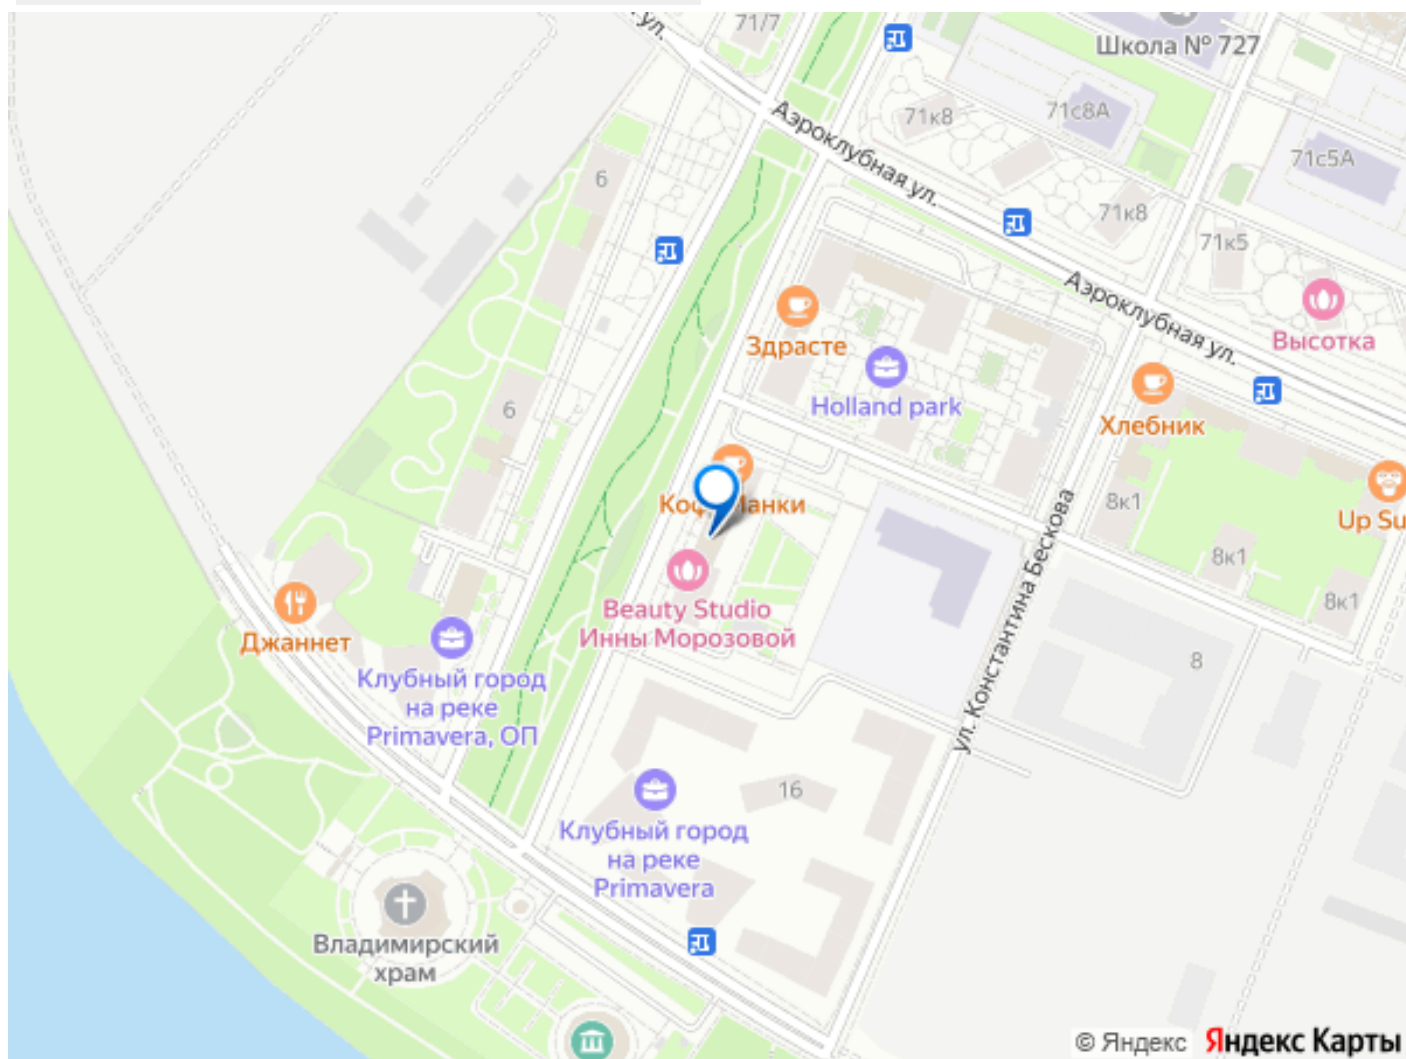 71/7
ул.
Школа № 727
71к8
71с8А
Аэроклубная ул.
71с5А
6
71к8
71к5
Аэроклубная ул.
Здрасте
Высотка
Holland park
6
Хлебник
8к1
Up Su
8к1
Beauty Studio
Инны Морозовой
8к1
Джаннет
ул. Константина Бескова
8
Клубный город
на реке
Primavera, ОП
16
Клубный город
на реке
Primavera
Владимирский
храм
© Яндекс Яндекс Карты